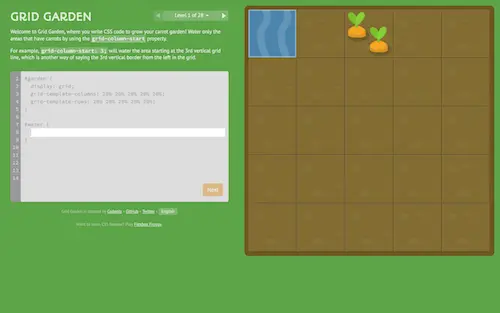 GRID GARDEN
Level 1 of 28
Welcome to Grid Garden, where you write CSS code to grow your carrot garden! Water only the
areas that have carrots by using the grid-column-start property.
For example, grid-column-start: 3; will water the area starting at the 3rd vertical grid
line, which is another way of saying the 3rd vertical border from the left in the grid.
1 #garden {
2 display: grid;
3 grid-template-columns: 20% 20% 20% 20% 20%;
4 grid-template-rows: 20% 20% 20% 20% 20%;
5 }
6
7 #water {
8
9 }
10
11
12
13
14
Next
Grid Garden is created by Codepip • GitHub • Twitter • English
Want to learn CSS flexbox? Play Flexbox Froggy.